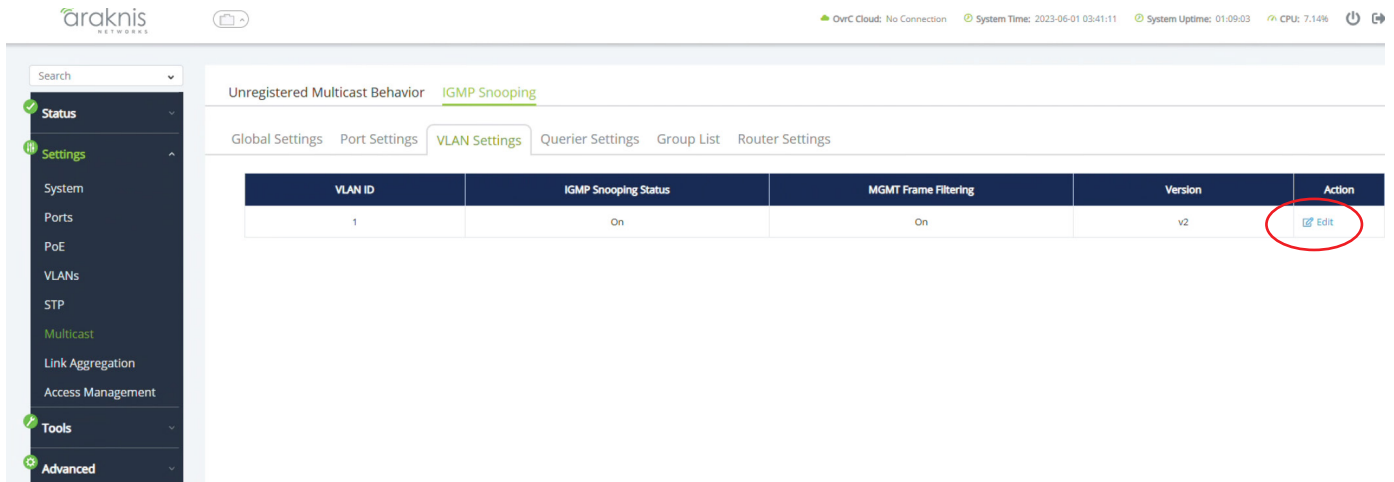 araknis
NETWORKS
OvrC Cloud: No Connection System Time: 2023-06-01 03:41:11 System Uptime: 01:09:03 CPU: 7.14%
Search
Status
Settings
System
Ports
PoE
VLANs
STP
Multicast
Link Aggregation
Access Management
Tools
Advanced
Unregistered Multicast Behavior IGMP Snooping
Global Settings Port Settings VLAN Settings Querier Settings Group List Router Settings
VLAN ID IGMP Snooping Status MGMT Frame Filtering Version Action
1 On On v2 Edit